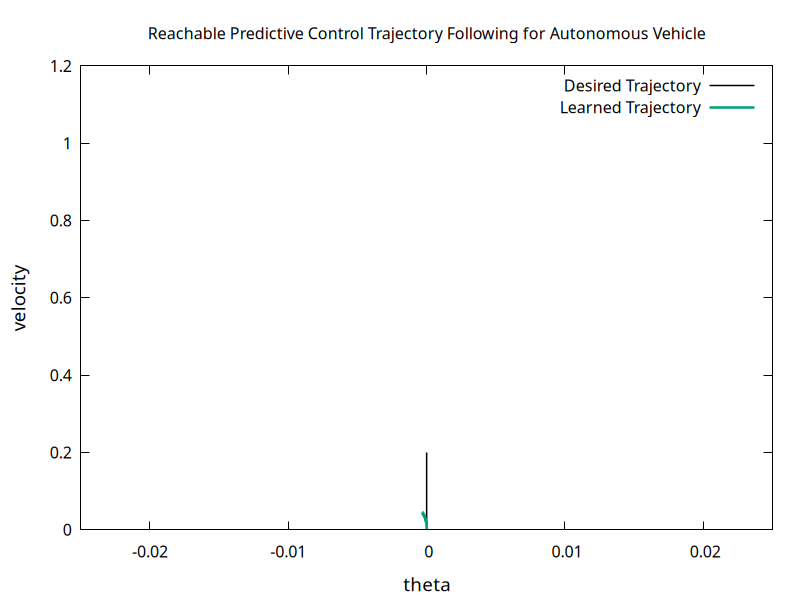 Reachable Predictive Control Trajectory Following for Autonomous Vehicle
Desired Trajectory
Learned Trajectory
1.2
1
0.8
0.6
0.4
0.2
0
velocity
-0.02 -0.01 0 0.01 0.02
theta